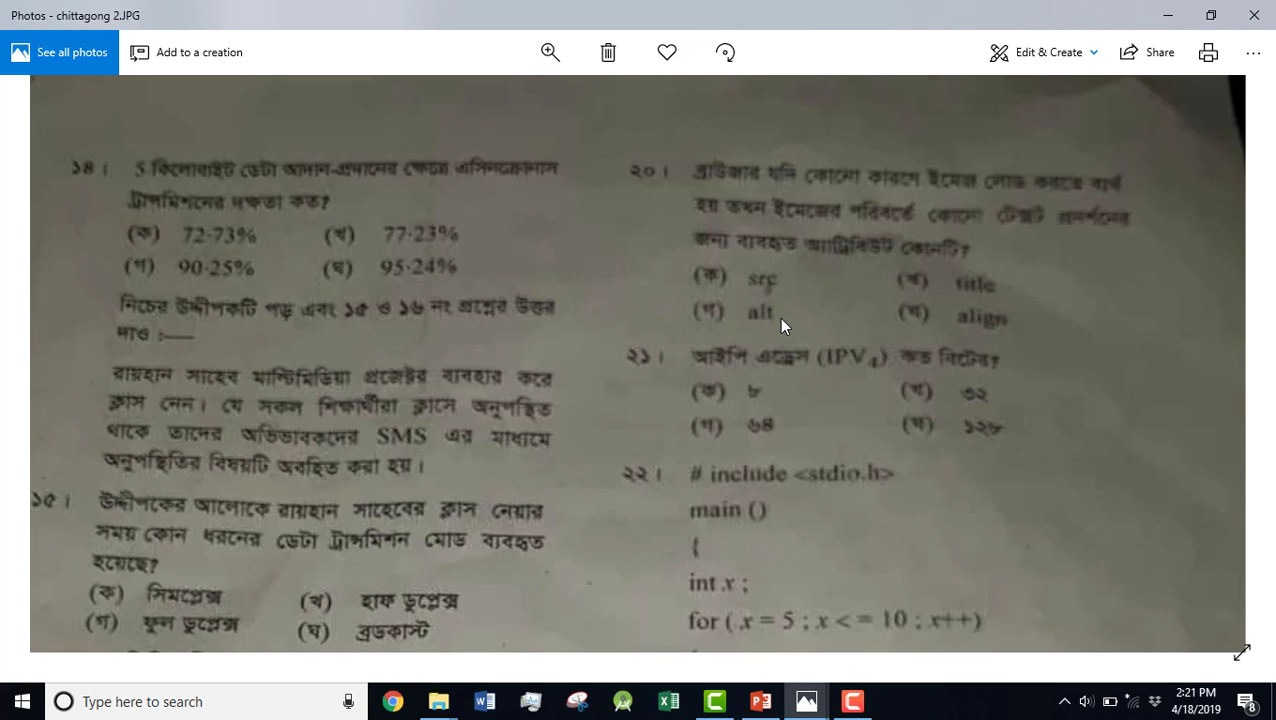 Photos - chittagong 2.JPG
See all photos
Add to a creation
Edit & Create
Share
১৪। 5 কিলোবাইট ডেটা আদান-প্রদানের ক্ষেত্রে এসিনক্রোনাস
ট্রান্সমিশনের দক্ষতা কত?
(ক) 72·73% (খ) 77·23%
(গ) 90·25% (ঘ) 95·24%
নিচের উদ্দীপকটি পড় এবং ১৫ ও ১৬ নং প্রশ্নের উত্তর
দাও :—
রায়হান সাহেব মাল্টিমিডিয়া প্রজেক্টর ব্যবহার করে
ক্লাস নেন। যে সকল শিক্ষার্থীরা ক্লাসে অনুপস্থিত
থাকে তাদের অভিভাবকদের SMS এর মাধ্যমে
অনুপস্থিতির বিষয়টি অবহিত করা হয়।
১৫। উদ্দীপকের আলোকে রায়হান সাহেবের ক্লাস নেয়ার
সময় কোন ধরনের ডেটা ট্রান্সমিশন মোড ব্যবহৃত
হয়েছে?
(ক) সিমপ্লেক্স (খ) হাফ ডুপ্লেক্স
(গ) ফুল ডুপ্লেক্স (ঘ) ব্রডকাস্ট
২০। ব্রাউজার যদি কোনো কারণে ইমেজ লোড করতে ব্যর্থ
হয় তখন ইমেজের পরিবর্তে কোনো টেক্সট প্রদর্শনের
জন্য ব্যবহৃত অ্যাট্রিবিউট কোনটি?
(ক) src (খ) title
(গ) alt (ঘ) align
২১। আইপি এড্রেস (IPV4) কত বিটের?
(ক) ৮ (খ) ৩২
(গ) ৬৪ (ঘ) ১২৮
২২। # include <stdio.h>
main ()
{
int x ;
for ( x = 5 ; x < = 10 ; x++)
Type here to search
2:21 PM
4/18/2019
8